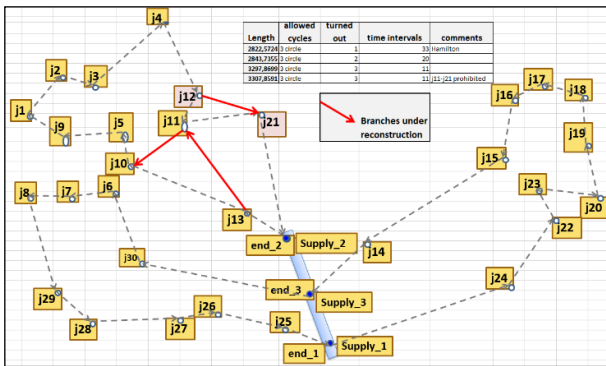 j4
allowed turned
Length cycles out time intervals comments
2822,5724 3 circle 1 33 Hamilton
2843,7355 3 circle 2 20
3297,8699 3 circle 3 11
3307,8591 3 circle 3 11 j11-j21 prohibited
j2
j3
j17
j18
j12
j16
j1
j5
j11
j21
Branches under
reconstruction
j9
j19
j10
j15
j8
j7
j6
j23
j20
j13
j22
end_2
Supply_2
j14
j30
j24
end_3
j29
Supply_3
j26
j28
j27
j25
end_1
Supply_1